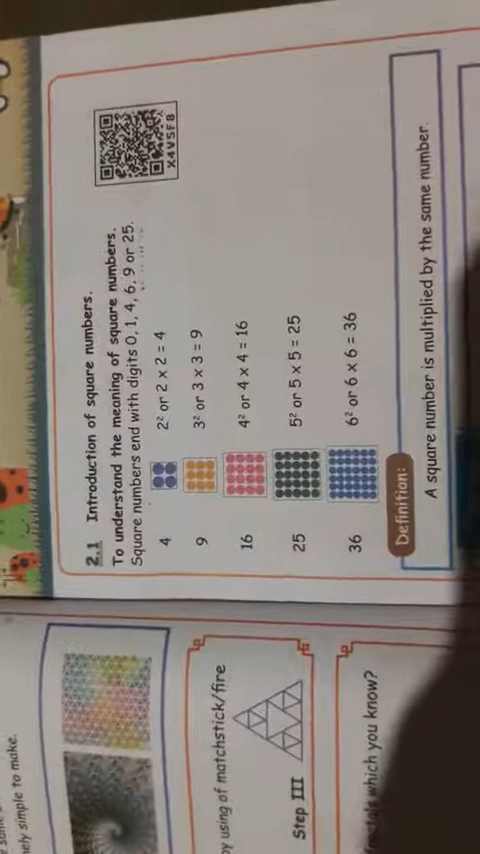 2.1 Introduction of square numbers.
To understand the meaning of square numbers.
Square numbers end with digits 0, 1, 4, 6, 9 or 25.
X4V5F8
4 2² or 2 x 2 = 4
9 3² or 3 x 3 = 9
16 4² or 4 x 4 = 16
25 5² or 5 x 5 = 25
36 6² or 6 x 6 = 36
Definition:
A square number is multiplied by the same number.
simple to make.
by using of matchstick/fire
Step III
which you know?